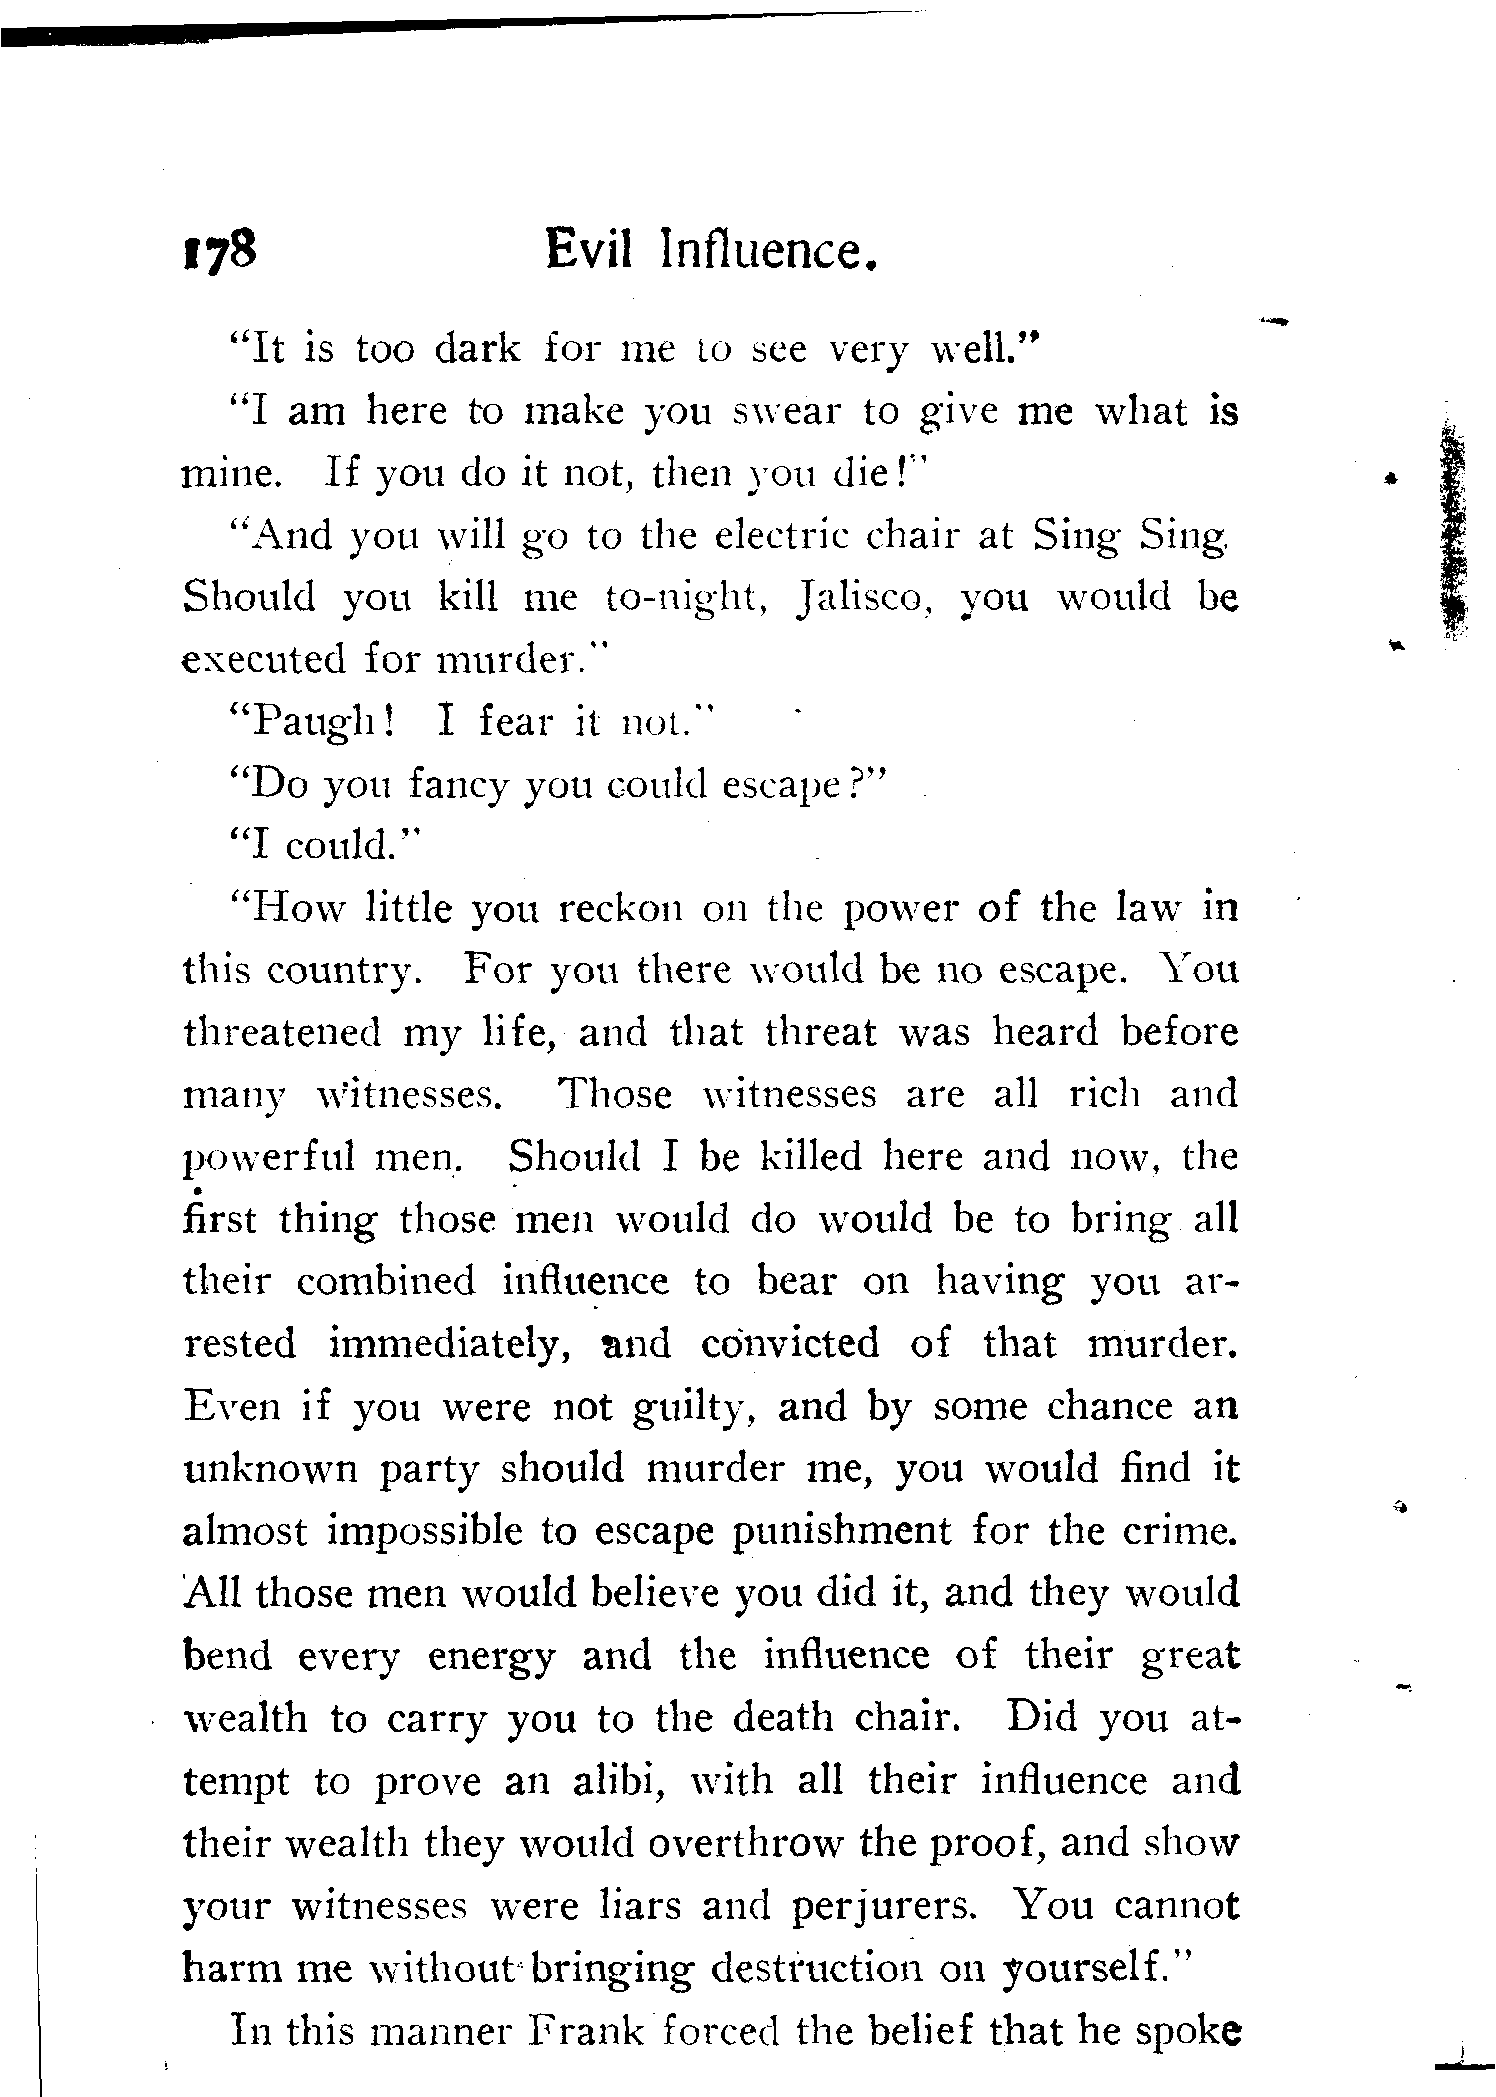 178 Evil Influence.
"It is too dark for me to see very well."
"I am here to make you swear to give me what is
mine. If you do it not, then you die!"
"And you will go to the electric chair at Sing Sing.
Should you kill me to-night, Jalisco, you would be
executed for murder."
"Paugh! I fear it not."
"Do you fancy you could escape?"
"I could."
"How little you reckon on the power of the law in
this country. For you there would be no escape. You
threatened my life, and that threat was heard before
many witnesses. Those witnesses are all rich and
powerful men. Should I be killed here and now, the
first thing those men would do would be to bring all
their combined influence to bear on having you ar-
rested immediately, and convicted of that murder.
Even if you were not guilty, and by some chance an
unknown party should murder me, you would find it
almost impossible to escape punishment for the crime.
All those men would believe you did it, and they would
bend every energy and the influence of their great
wealth to carry you to the death chair. Did you at-
tempt to prove an alibi, with all their influence and
their wealth they would overthrow the proof, and show
your witnesses were liars and perjurers. You cannot
harm me without bringing destruction on yourself."
In this manner Frank forced the belief that he spoke